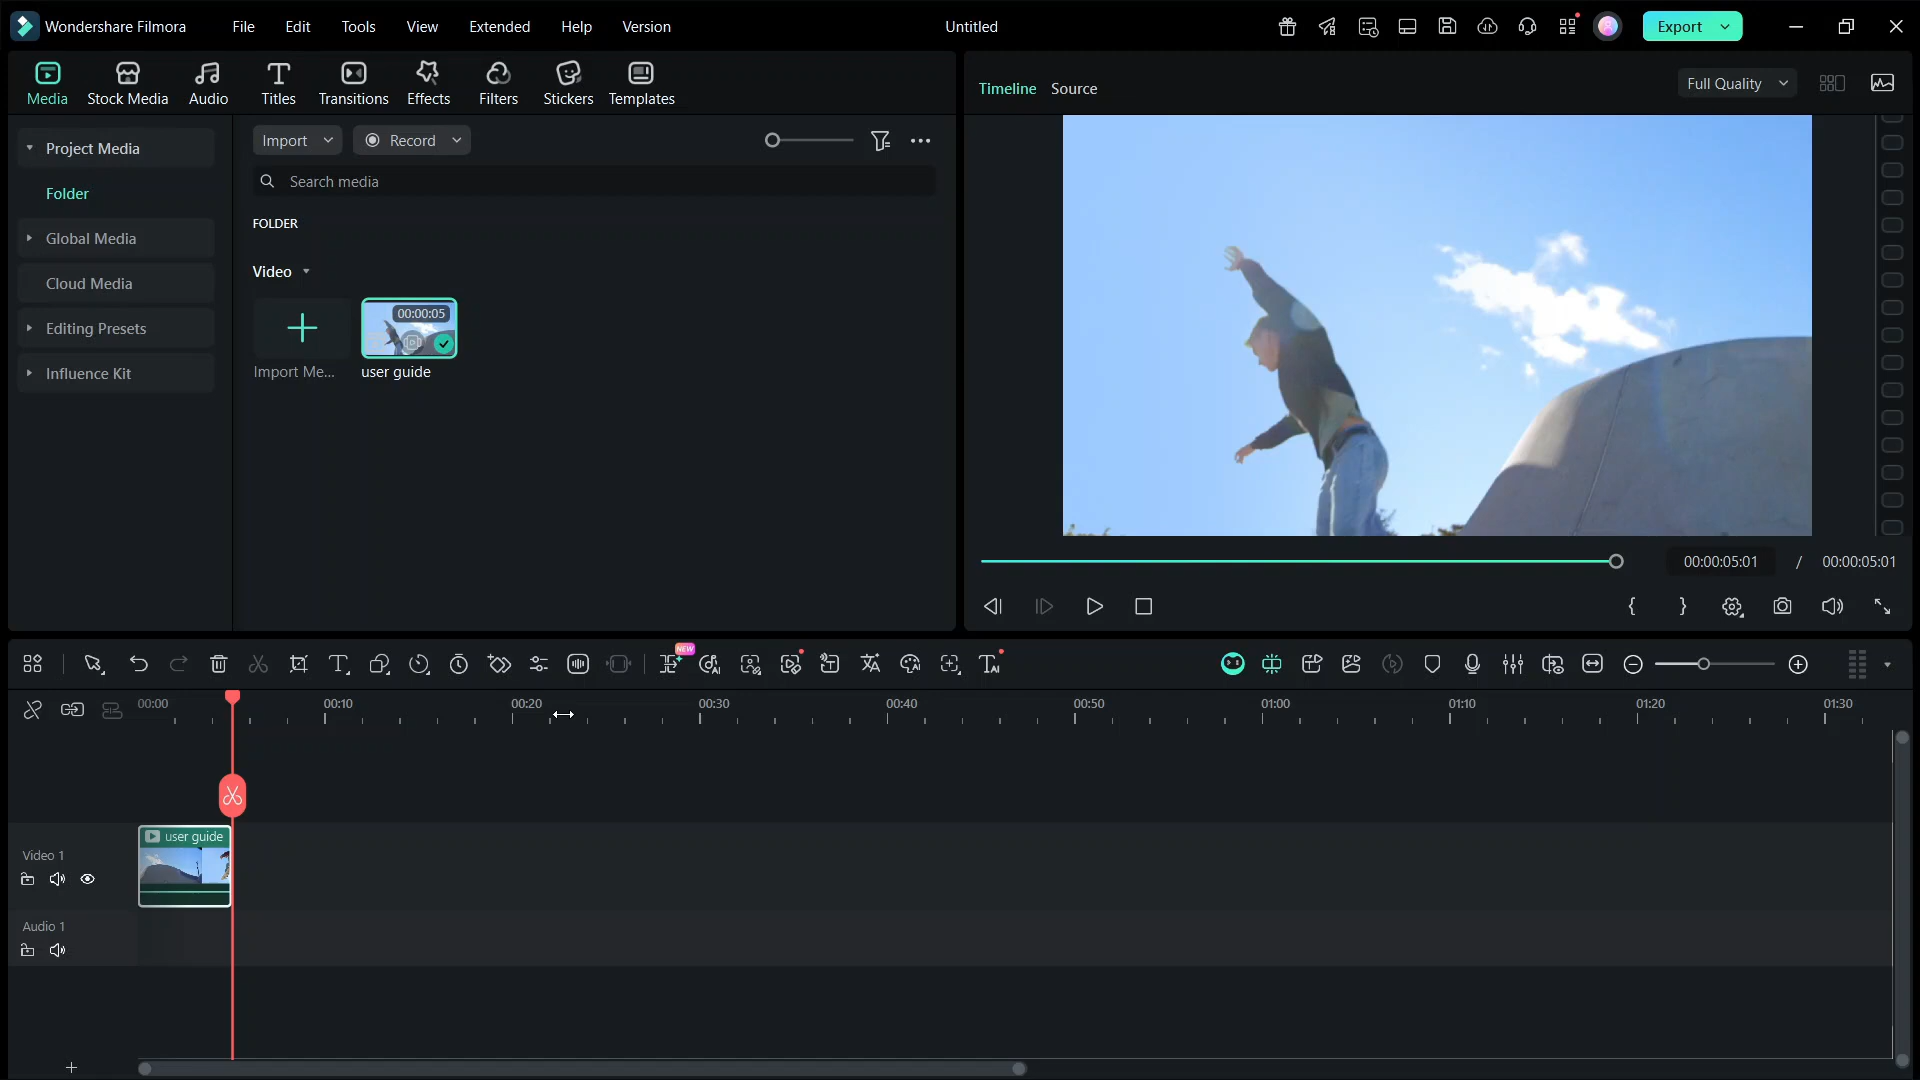 Wondershare Filmora File Edit Tools View Extended Help Version Untitled Export
Media Stock Media Audio Titles Transitions Effects Filters Stickers Templates
Timeline Source Full Quality
Project Media
Folder
Global Media
Cloud Media
Editing Presets
Influence Kit
Import Record
Search media
FOLDER
Video
00:00:05
Import Me... user guide
00:00:05:01 / 00:00:05:01
NEW
00:00 00:10 00:20 00:30 00:40 00:50 01:00 01:10 01:20 01:30
user guide
Video 1
Audio 1